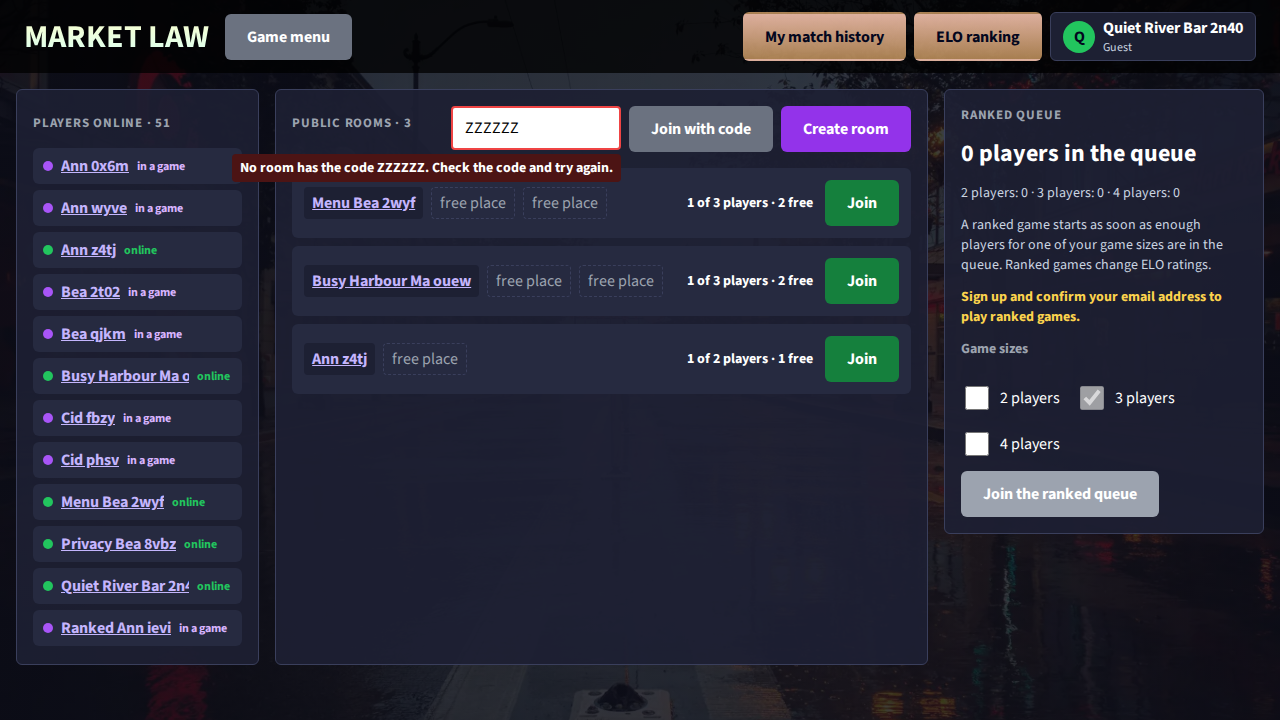 MARKET LAW
Game menu
My match history
ELO ranking
Q
Quiet River Bar 2n40
Guest
PLAYERS ONLINE · 51
Ann 0x6m in a game
Ann wyve in a game
Ann z4tj online
Bea 2t02 in a game
Bea qjkm in a game
Busy Harbour Ma o online
Cid fbzy in a game
Cid phsv in a game
Menu Bea 2wyf online
Privacy Bea 8vbz online
Quiet River Bar 2n4 online
Ranked Ann ievi in a game
PUBLIC ROOMS · 3
ZZZZZZ
Join with code
Create room
No room has the code ZZZZZZ. Check the code and try again.
Menu Bea 2wyf free place free place 1 of 3 players · 2 free Join
Busy Harbour Ma ouew free place free place 1 of 3 players · 2 free Join
Ann z4tj free place 1 of 2 players · 1 free Join
RANKED QUEUE
0 players in the queue
2 players: 0 · 3 players: 0 · 4 players: 0
A ranked game starts as soon as enough
players for one of your game sizes are in the
queue. Ranked games change ELO ratings.
Sign up and confirm your email address to
play ranked games.
Game sizes
2 players 3 players
4 players
Join the ranked queue